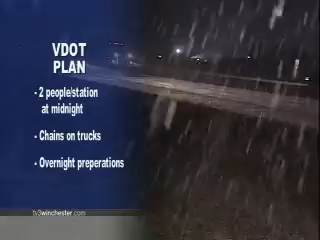 VDOT
PLAN
- 2 people/station
at midnight
- Chains on trucks
- Overnight preperations
tv3winchester.com